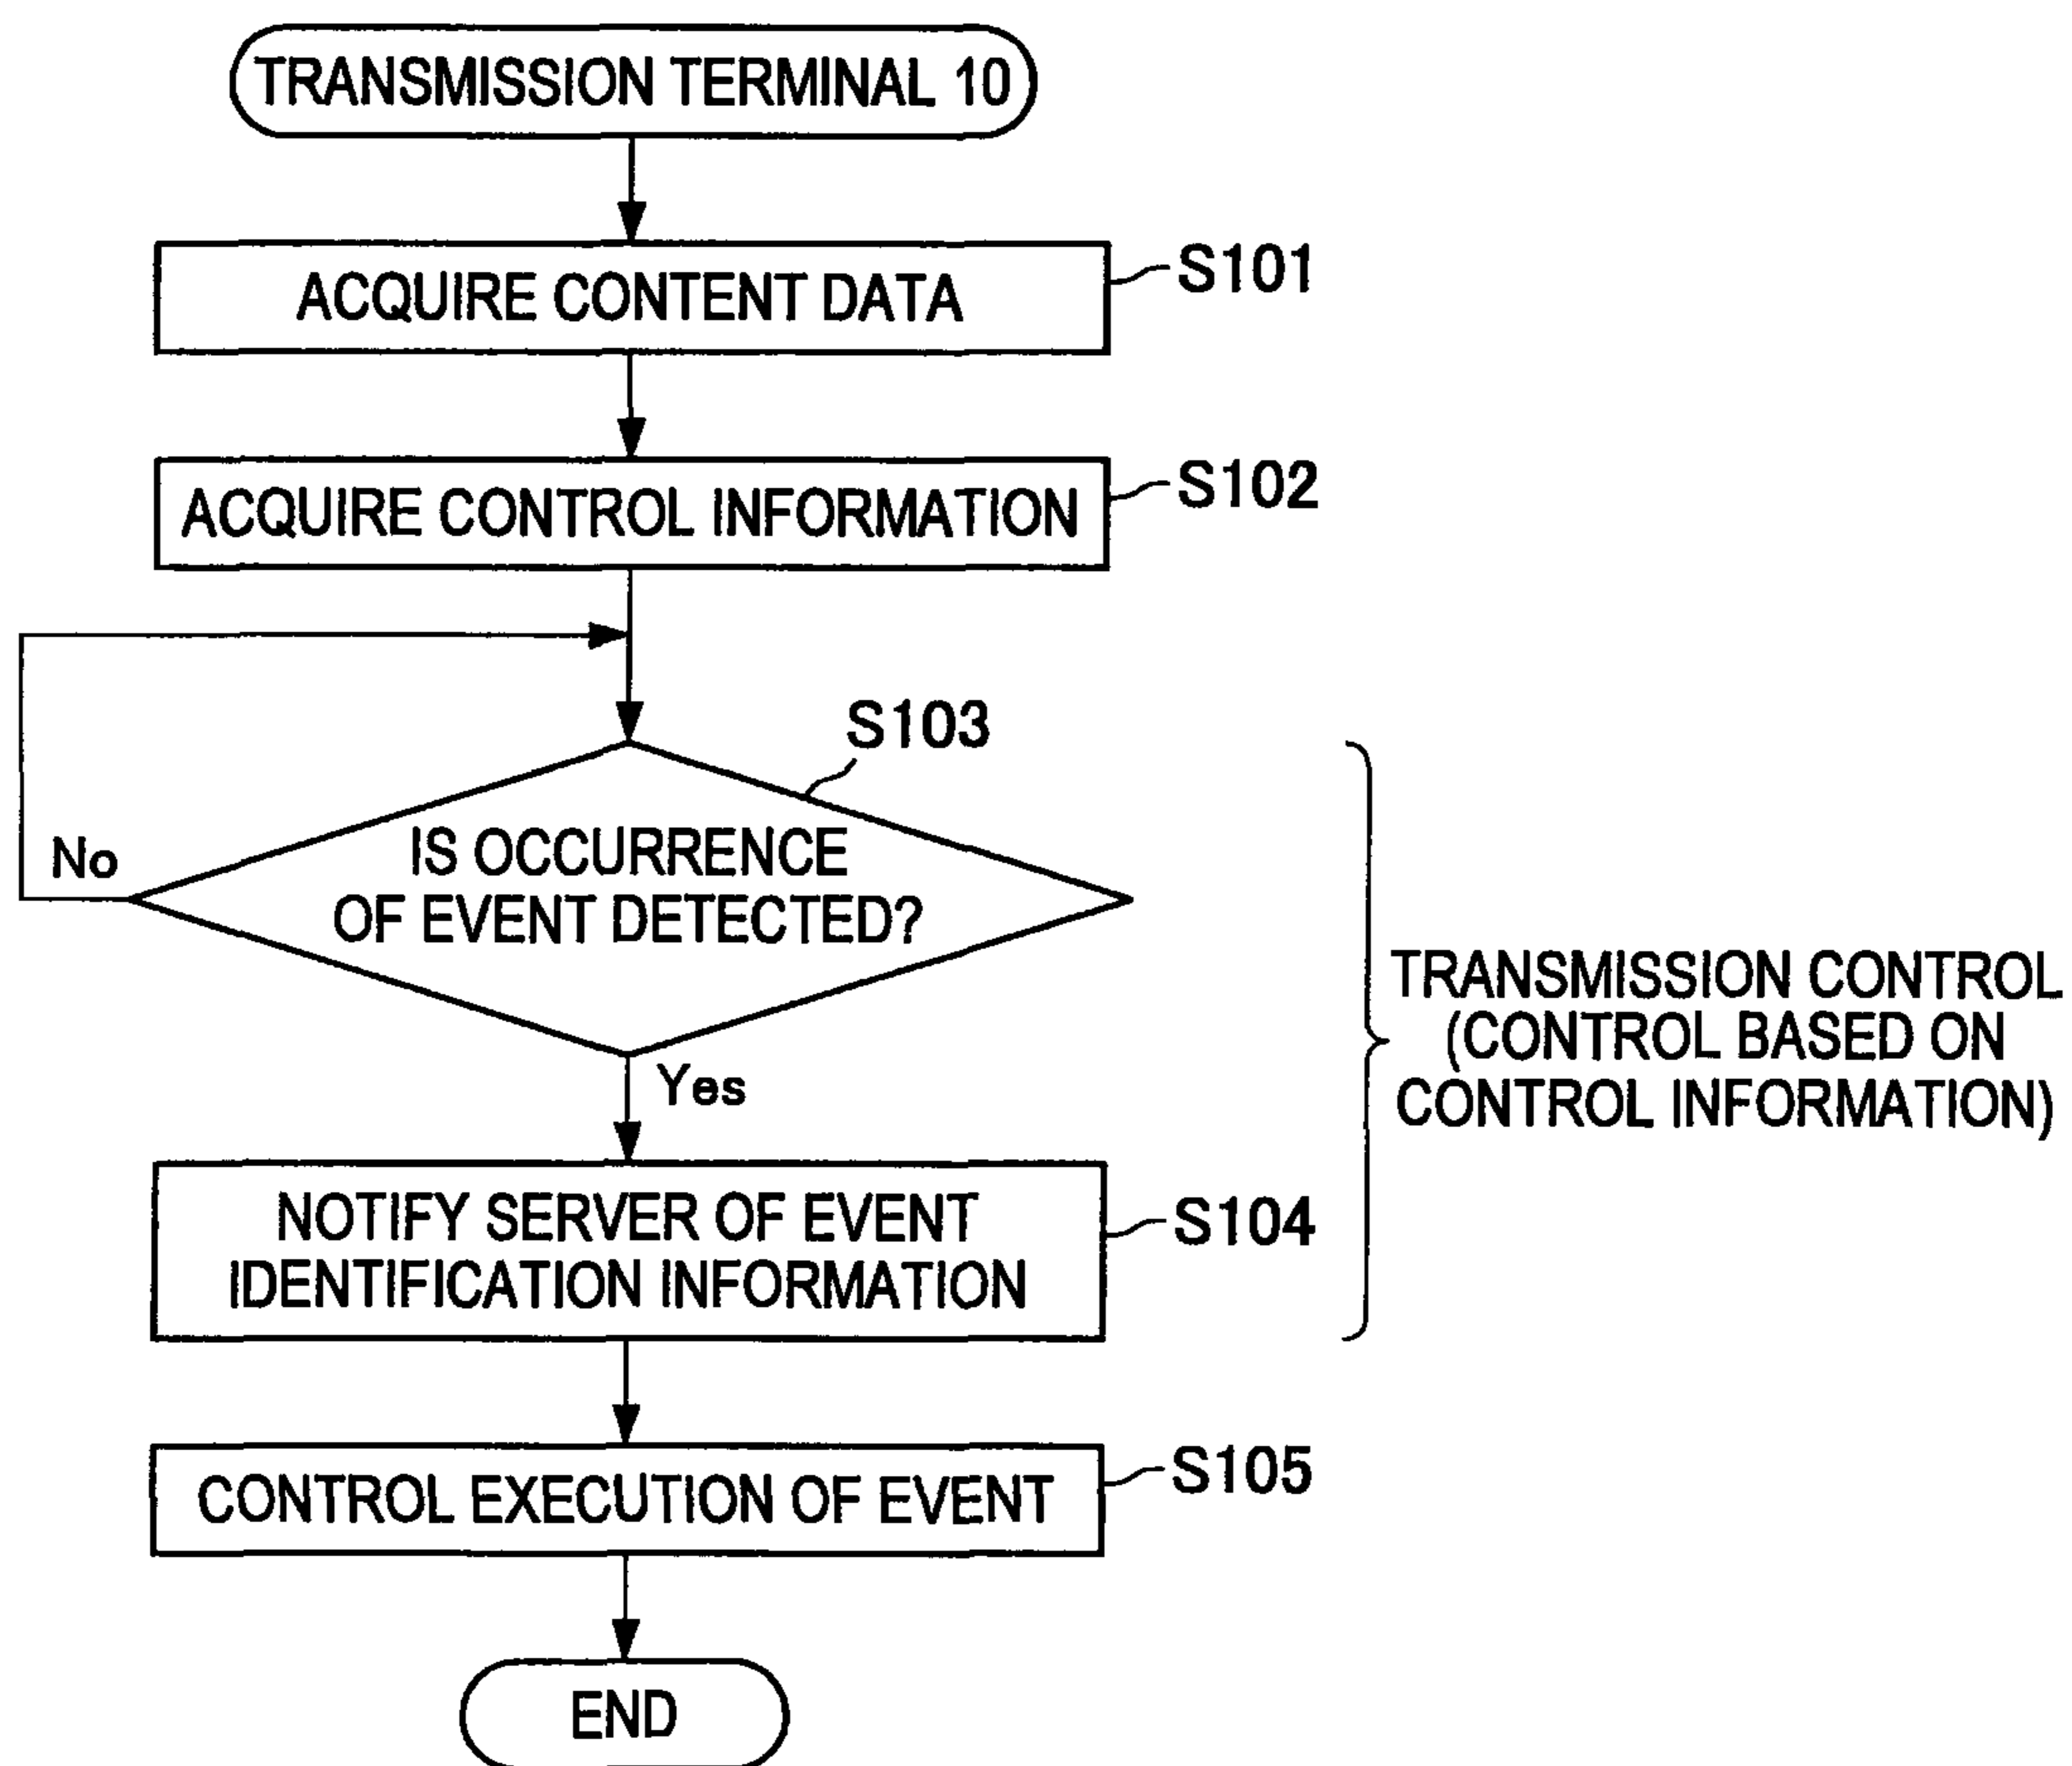 TRANSMISSION TERMINAL 10
ACQUIRE CONTENT DATA
S101
ACQUIRE CONTROL INFORMATION
S102
S103
IS OCCURRENCE
OF EVENT DETECTED?
No
Yes
TRANSMISSION CONTROL
(CONTROL BASED ON
CONTROL INFORMATION)
NOTIFY SERVER OF EVENT
IDENTIFICATION INFORMATION
S104
CONTROL EXECUTION OF EVENT
S105
END